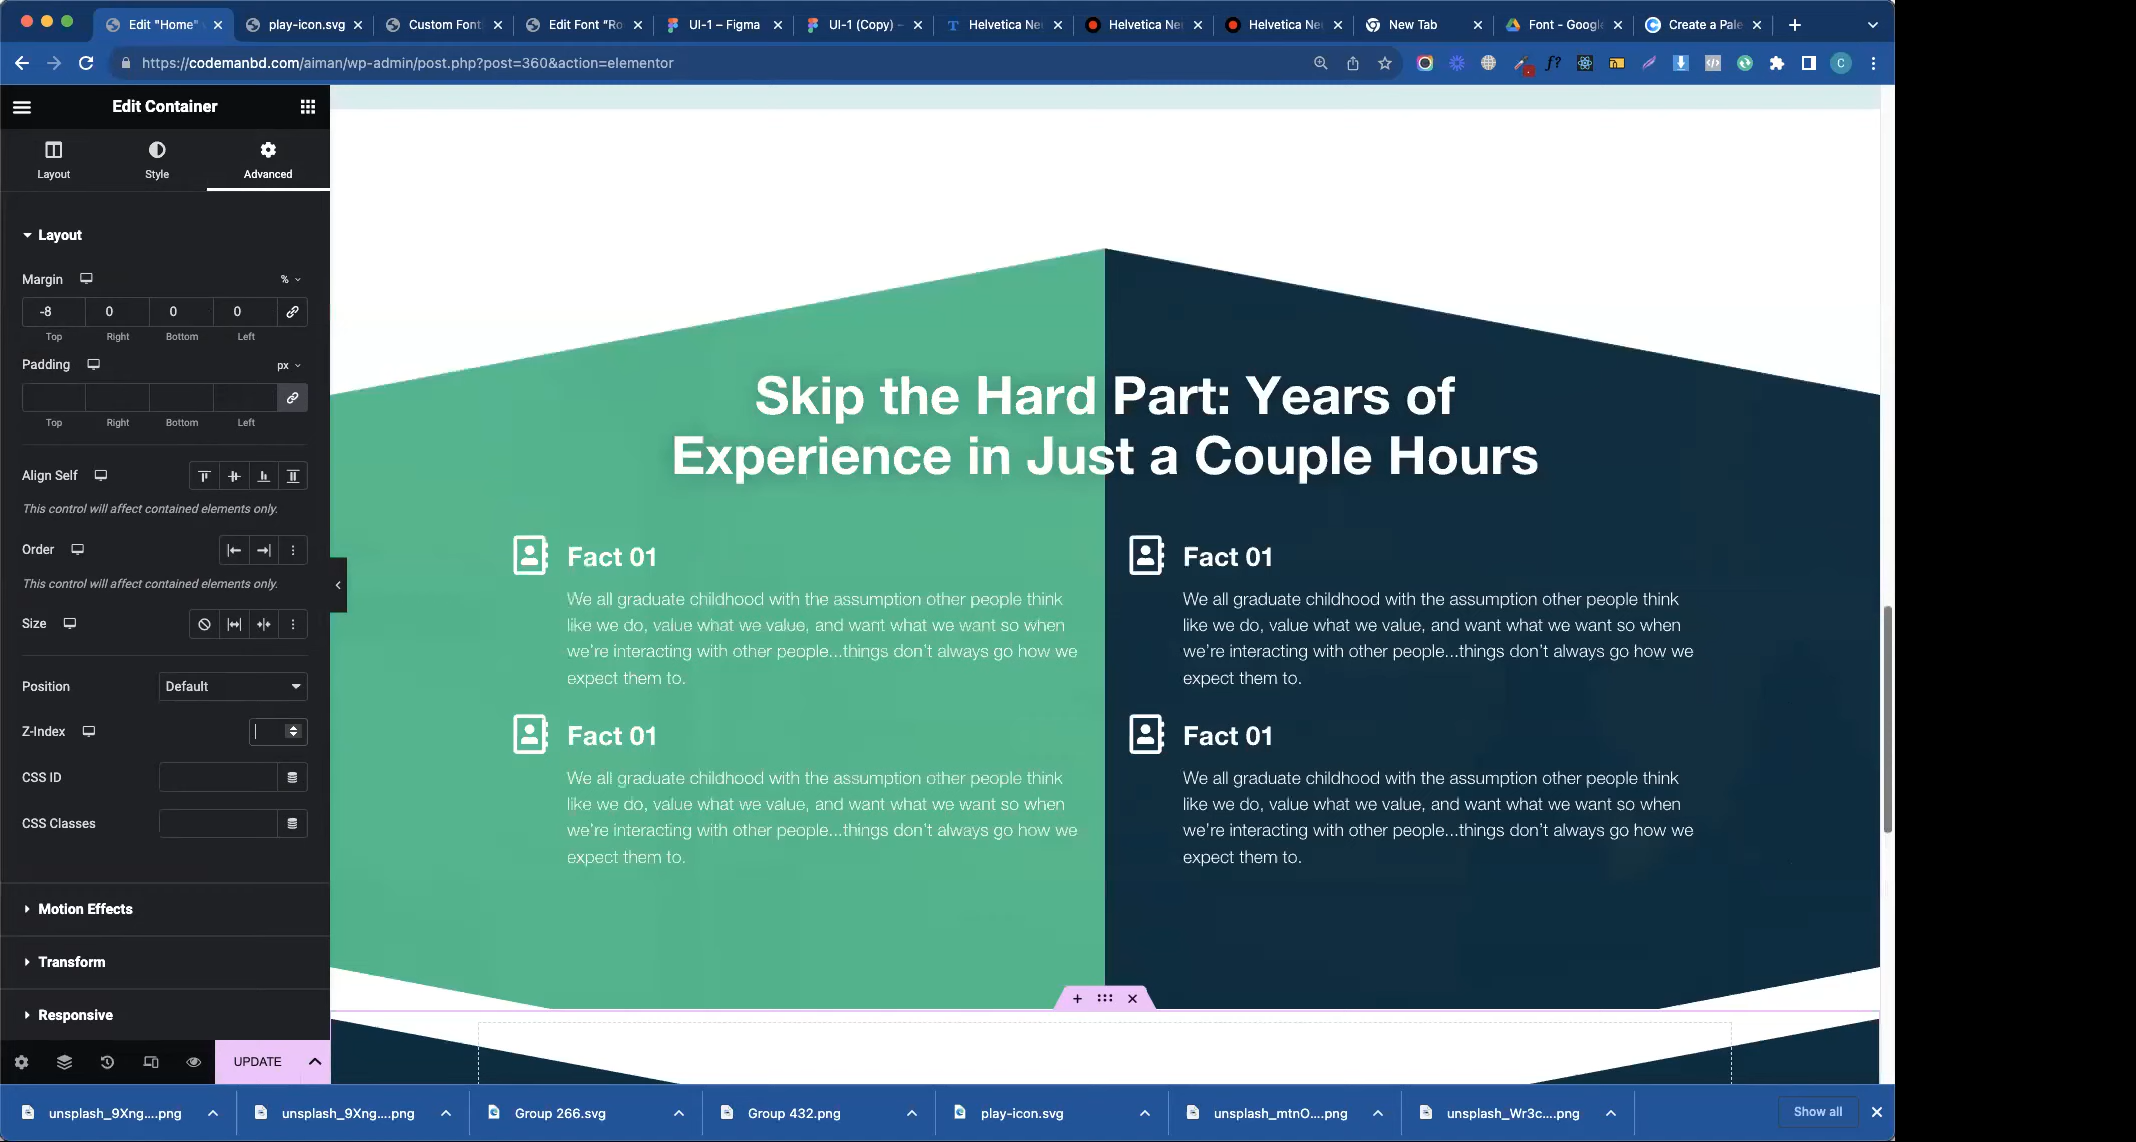 Edit "Home"
play-icon.svg
Custom Font
Edit Font "Ro
UI-1 – Figma
UI-1 (Copy) –
Helvetica Ne
Helvetica Ne
Helvetica Ne
New Tab
Font - Google
Create a Pale
https://codemanbd.com/aiman/wp-admin/post.php?post=360&action=elementor
Edit Container
Layout
Style
Advanced
Layout
Margin
%
-8
0
0
0
Top
Right
Bottom
Left
Padding
px
Top
Right
Bottom
Left
Align Self
This control will affect contained elements only.
Order
This control will affect contained elements only.
Size
Position
Default
Z-Index
CSS ID
CSS Classes
Motion Effects
Transform
Responsive
UPDATE
Skip the Hard Part: Years of
Experience in Just a Couple Hours
Fact 01
We all graduate childhood with the assumption other people think
like we do, value what we value, and want what we want so when
we're interacting with other people...things don't always go how we
expect them to.
Fact 01
We all graduate childhood with the assumption other people think
like we do, value what we value, and want what we want so when
we're interacting with other people...things don't always go how we
expect them to.
Fact 01
We all graduate childhood with the assumption other people think
like we do, value what we value, and want what we want so when
we're interacting with other people...things don't always go how we
expect them to.
Fact 01
We all graduate childhood with the assumption other people think
like we do, value what we value, and want what we want so when
we're interacting with other people...things don't always go how we
expect them to.
unsplash_9Xng....png
unsplash_9Xng....png
Group 266.svg
Group 432.png
play-icon.svg
unsplash_mtnO....png
unsplash_Wr3c....png
Show all